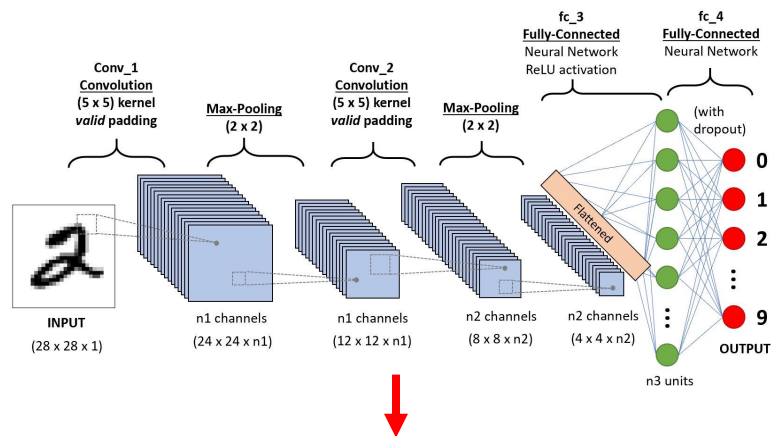 fc_3
Fully-Connected
Neural Network
ReLU activation
fc_4
Fully-Connected
Neural Network
Conv_1
Convolution
(5 x 5) kernel
valid padding
Max-Pooling
(2 x 2)
Conv_2
Convolution
(5 x 5) kernel
valid padding
Max-Pooling
(2 x 2)
(with
dropout)
Flattened
0
1
2
9
2
INPUT
(28 x 28 x 1)
n1 channels
(24 x 24 x n1)
n1 channels
(12 x 12 x n1)
n2 channels
(8 x 8 x n2)
n2 channels
(4 x 4 x n2)
n3 units
OUTPUT